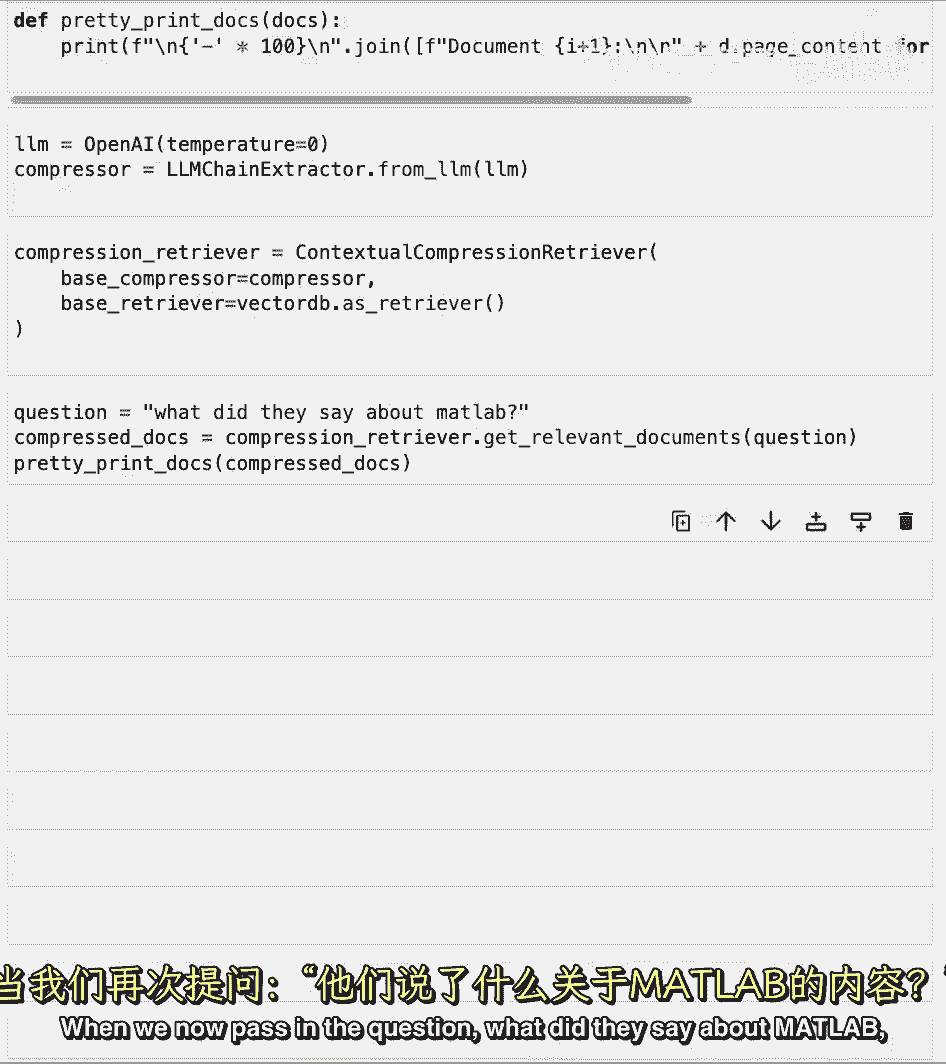 def pretty_print_docs(docs):
    print(f"\n{'-' * 100}\n".join([f"Document {i+1}:\n\n" + d.page_content for
llm = OpenAI(temperature=0)
compressor = LLMChainExtractor.from_llm(llm)
compression_retriever = ContextualCompressionRetriever(
    base_compressor=compressor,
    base_retriever=vectordb.as_retriever()
)
question = "what did they say about matlab?"
compressed_docs = compression_retriever.get_relevant_documents(question)
pretty_print_docs(compressed_docs)
当我们再次提问：“他们说了什么关于MATLAB的内容？”
When we now pass in the question, what did they say about MATLAB,